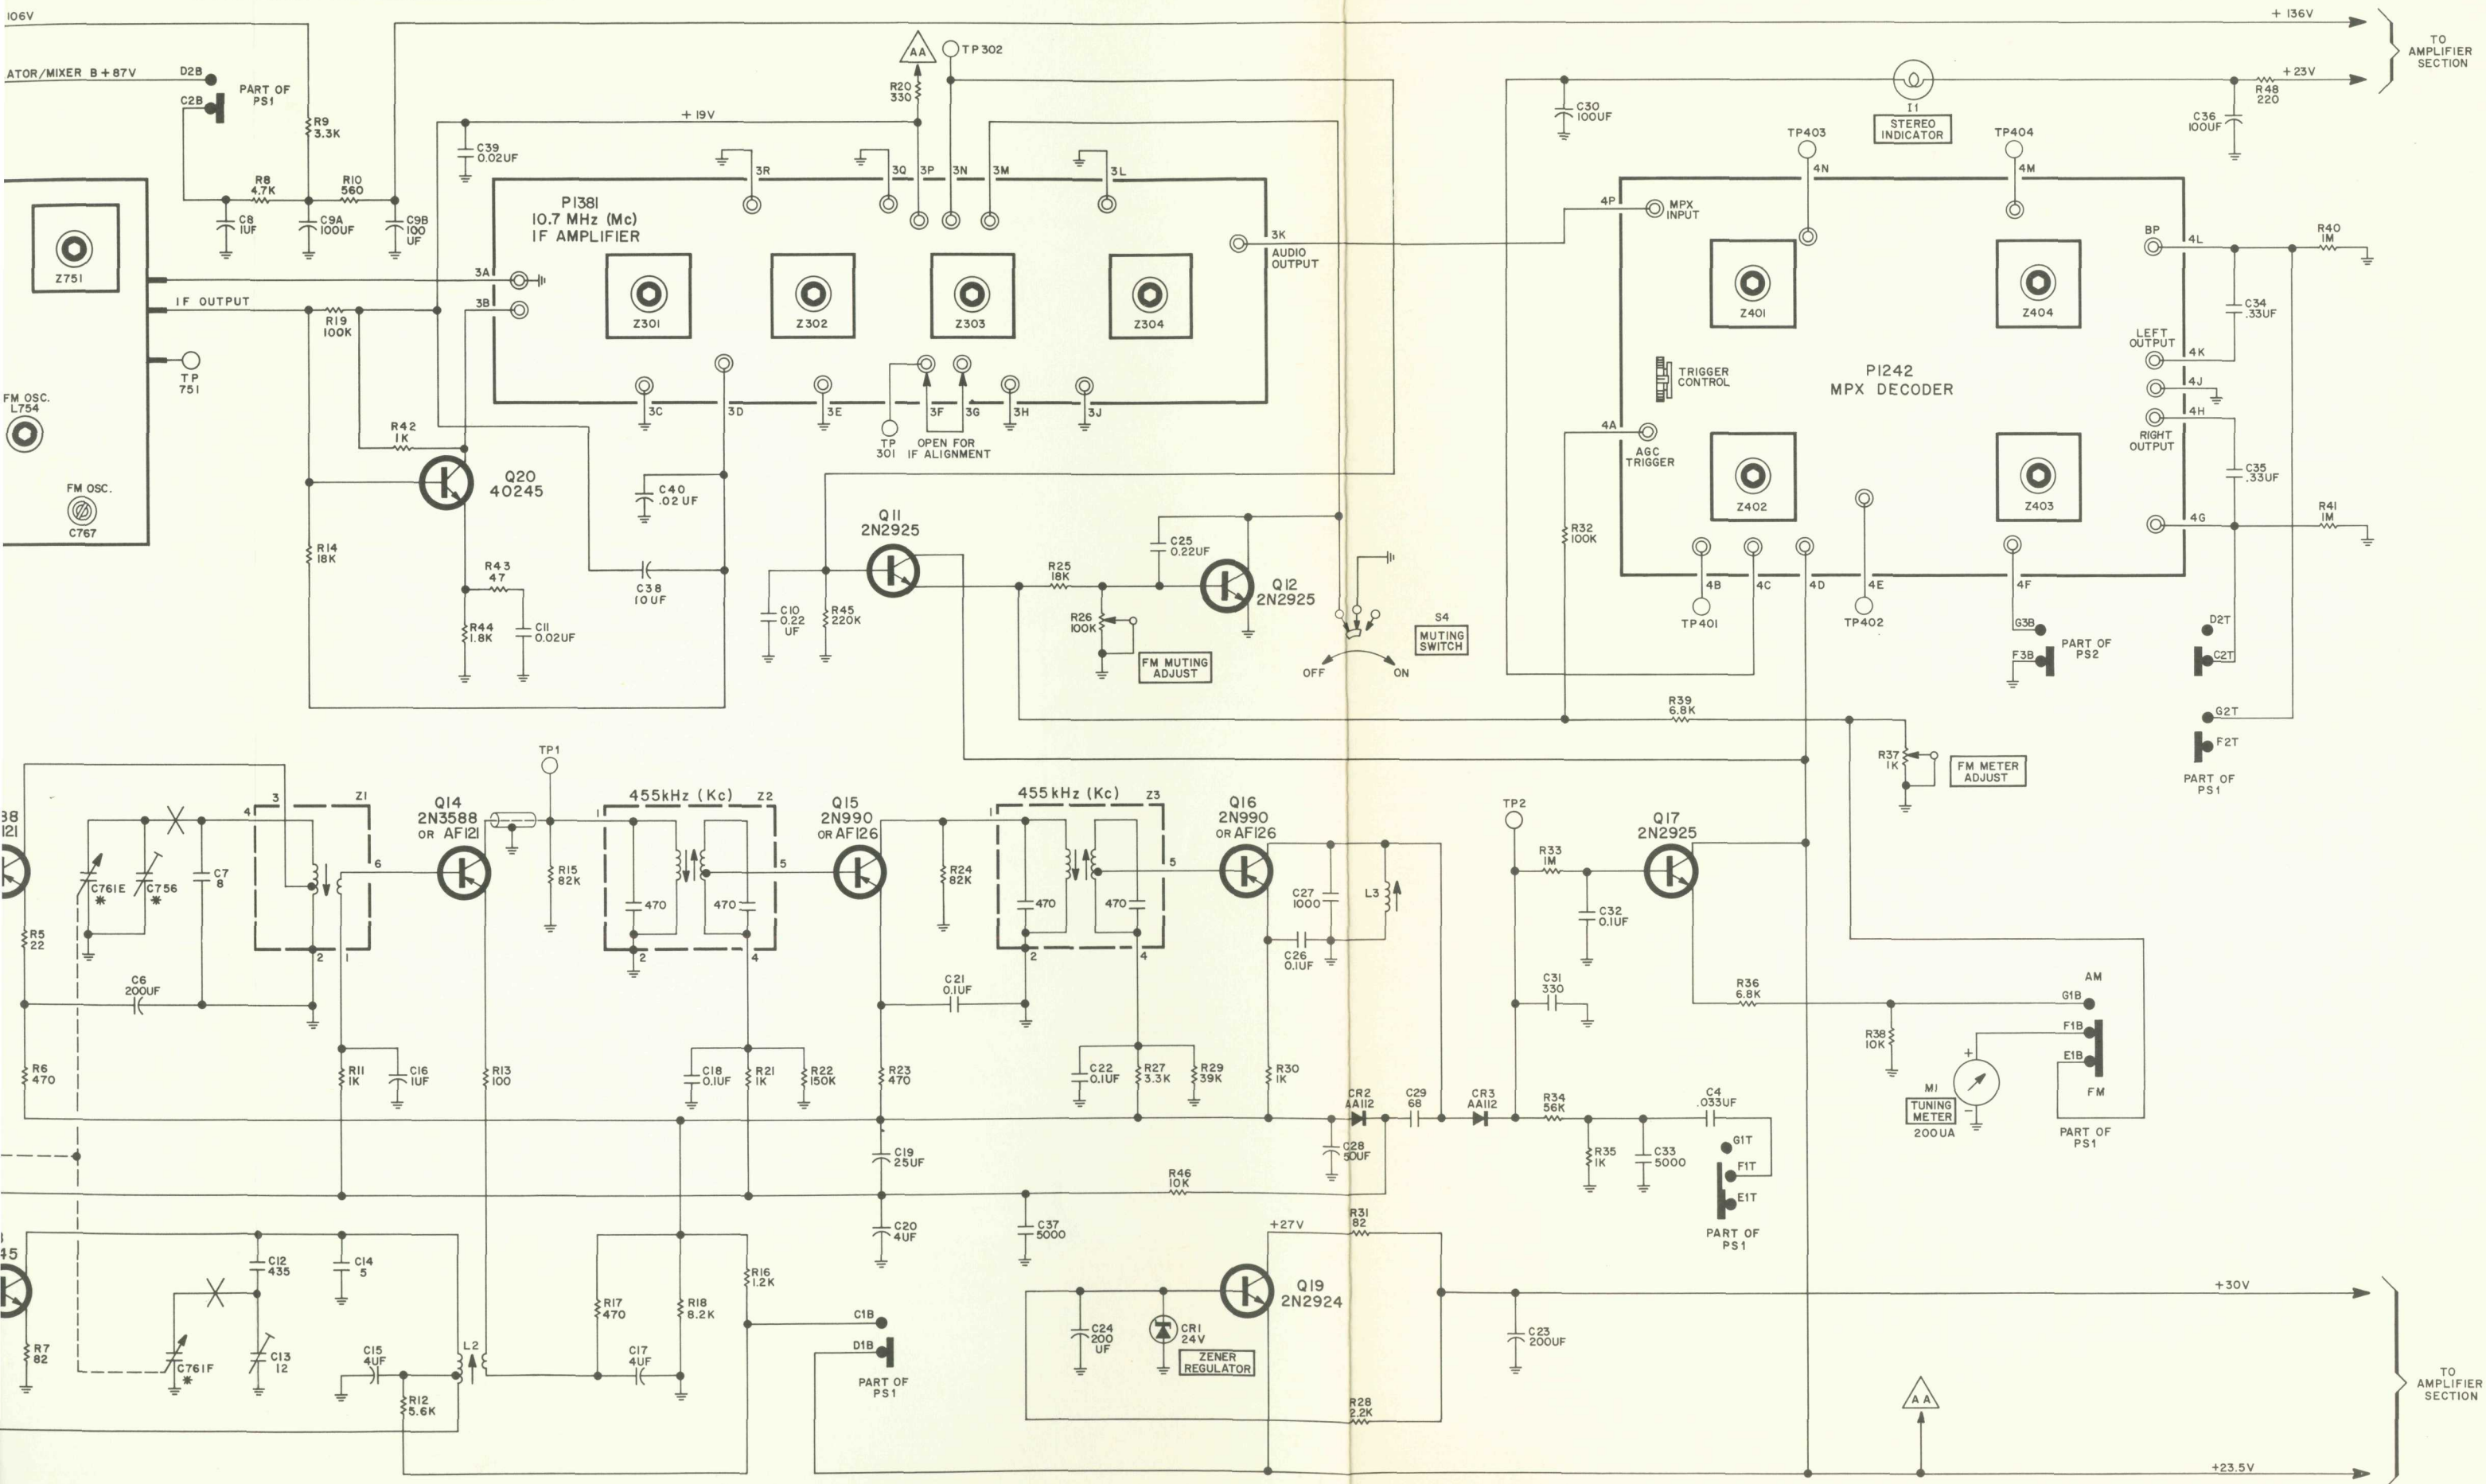 106V
+ 136V
TO
AMPLIFIER
SECTION
ATOR/MIXER B+87V
D2B
C2B
PART OF
PS1
R9
3.3K
+ 19V
AA
TP302
R20
330
C39
0.02UF
C30
100UF
I1
STEREO
INDICATOR
+23V
R48
220
C36
100UF
TP403
TP404
R8
4.7K
R10
560
C8
1UF
C9A
100UF
C9B
100
UF
Z751
IF OUTPUT
R19
100K
TP
751
FM OSC.
L754
FM OSC.
C767
P1381
10.7 MHz (Mc)
IF AMPLIFIER
3R
3Q
3P
3N
3M
3L
3K
AUDIO
OUTPUT
3A
3B
Z301
Z302
Z303
Z304
3C
3D
3E
3F
3G
3H
3J
TP
301
OPEN FOR
IF ALIGNMENT
4P
MPX
INPUT
4N
4M
BP
4L
R40
1M
Z401
Z404
C34
.33UF
LEFT
OUTPUT
4K
4J
4H
RIGHT
OUTPUT
TRIGGER
CONTROL
P1242
MPX DECODER
4A
AGC
TRIGGER
Z402
Z403
C35
.33UF
4G
R41
1M
4B
4C
4D
4E
4F
TP401
TP402
R42
1K
Q20
40245
R14
18K
R43
47
R44
1.8K
C11
0.02UF
C40
.02UF
C38
10UF
Q11
2N2925
C10
0.22
UF
R45
220K
R25
18K
R26
100K
C25
0.22UF
Q12
2N2925
FM MUTING
ADJUST
S4
MUTING
SWITCH
OFF
ON
R32
100K
G3B
F3B
PART OF
PS2
D2T
C2T
G2T
F2T
PART OF
PS1
R39
6.8K
R37
1K
FM METER
ADJUST
TP1
3
Z1
4
6
2
1
88
121
C761E
*
C756
*
C7
8
R5
22
C6
200UF
R6
470
Q14
2N3588
OR AF121
R15
82K
455kHz (Kc)
Z2
1
470
470
5
2
4
Q15
2N990
OR AF126
R24
82K
455kHz (Kc)
Z3
1
470
470
5
2
4
Q16
2N990
OR AF126
C27
1000
L3
C26
0.1UF
TP2
R33
1M
Q17
2N2925
C32
0.1UF
C31
330
R36
6.8K
R38
10K
AM
G1B
F1B
E1B
FM
PART OF
PS1
M1
TUNING
METER
200UA
+
−
C21
0.1UF
R11
1K
C16
1UF
R13
100
C18
0.1UF
R21
1K
R22
150K
R23
470
C22
0.1UF
R27
3.3K
R29
39K
R30
1K
CR2
AA112
C29
68
CR3
AA112
R34
56K
C4
.033UF
C28
50UF
R35
1K
C33
5000
G1T
F1T
E1T
PART OF
PS1
C19
25UF
R46
10K
C20
4UF
C37
5000
+27V
R31
82
45
C12
435
C14
5
R7
82
C761F
*
C13
12
C15
4UF
L2
R12
5.6K
R17
470
R18
8.2K
R16
1.2K
C17
4UF
C1B
D1B
PART OF
PS1
C24
200
UF
CR1
24V
ZENER
REGULATOR
Q19
2N2924
R28
2.2K
C23
200UF
+30V
AA
+23.5V
TO
AMPLIFIER
SECTION